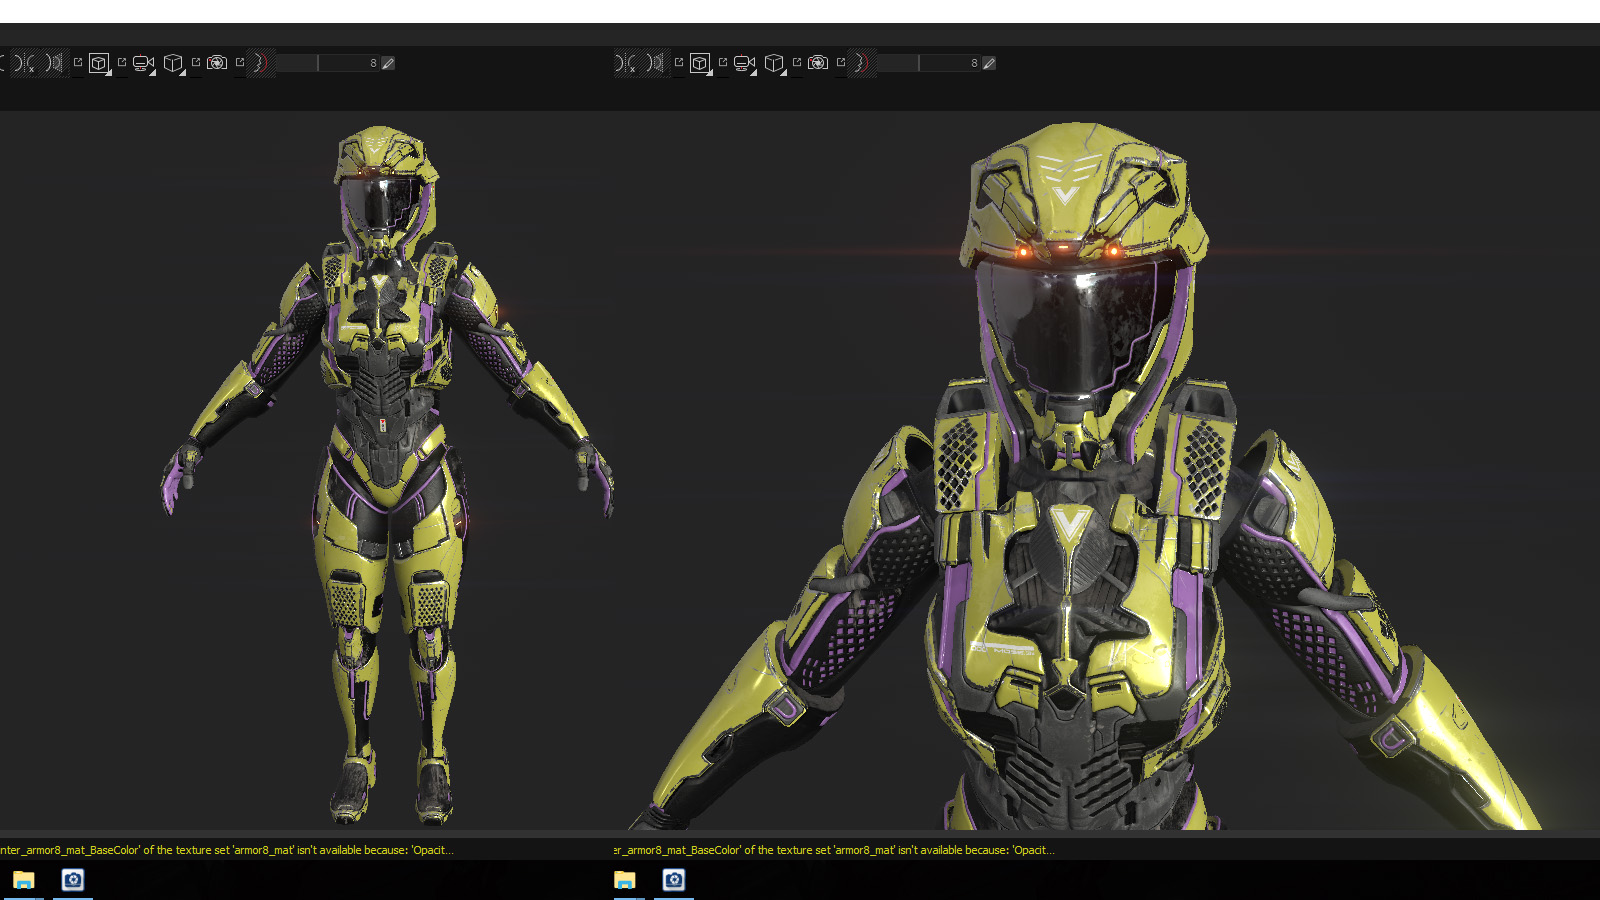 8
8
nter_armor8_mat_BaseColor' of the texture set 'armor8_mat' isn't available because: 'Opacit...
er_armor8_mat_BaseColor' of the texture set 'armor8_mat' isn't available because: 'Opacit...